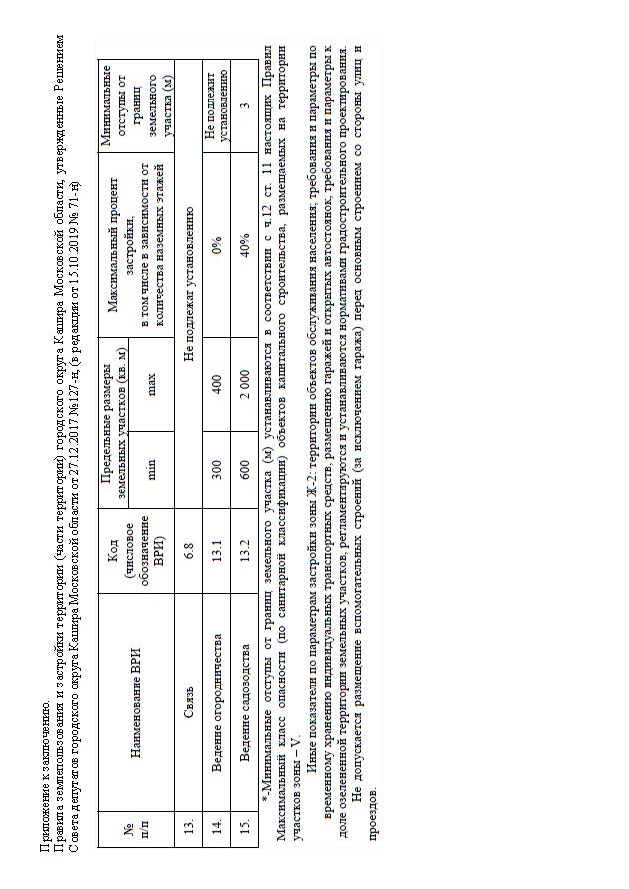 Приложение к заключению.
Правила землепользования и застройки территории (части территории) городского округа Кашира Московской области, утвержденные Решением
Совета депутатов городского округа Кашира Московской области от 27.12.2017 №127-н, (в редакции от 15.10.2019 № 71-н)
№ п/п | Наименование ВРИ | Код (числовое обозначение ВРИ) | Предельные размеры земельных участков (кв. м) | Максимальный процент застройки, в том числе в зависимости от количества наземных этажей | Минимальные отступы от границ земельного участка (м)
min | max
13. | Связь | 6.8 | Не подлежат установлению
14. | Ведение огородничества | 13.1 | 300 | 400 | 0% | Не подлежит установлению
15. | Ведение садоводства | 13.2 | 600 | 2 000 | 40% | 3
*-Минимальные отступы от границ земельного участка (м) устанавливаются в соответствии с ч.12 ст. 11 настоящих Правил
Максимальный класс опасности (по санитарной классификации) объектов капитального строительства, размещаемых на территории
участков зоны – V.
Иные показатели по параметрам застройки зоны Ж-2: территории объектов обслуживания населения; требования и параметры по
временному хранению индивидуальных транспортных средств, размещению гаражей и открытых автостоянок, требования и параметры к
доле озелененной территории земельных участков, регламентируются и устанавливаются нормативами градостроительного проектирования.
Не допускается размещение вспомогательных строений (за исключением гаража) перед основным строением со стороны улиц и
проездов.